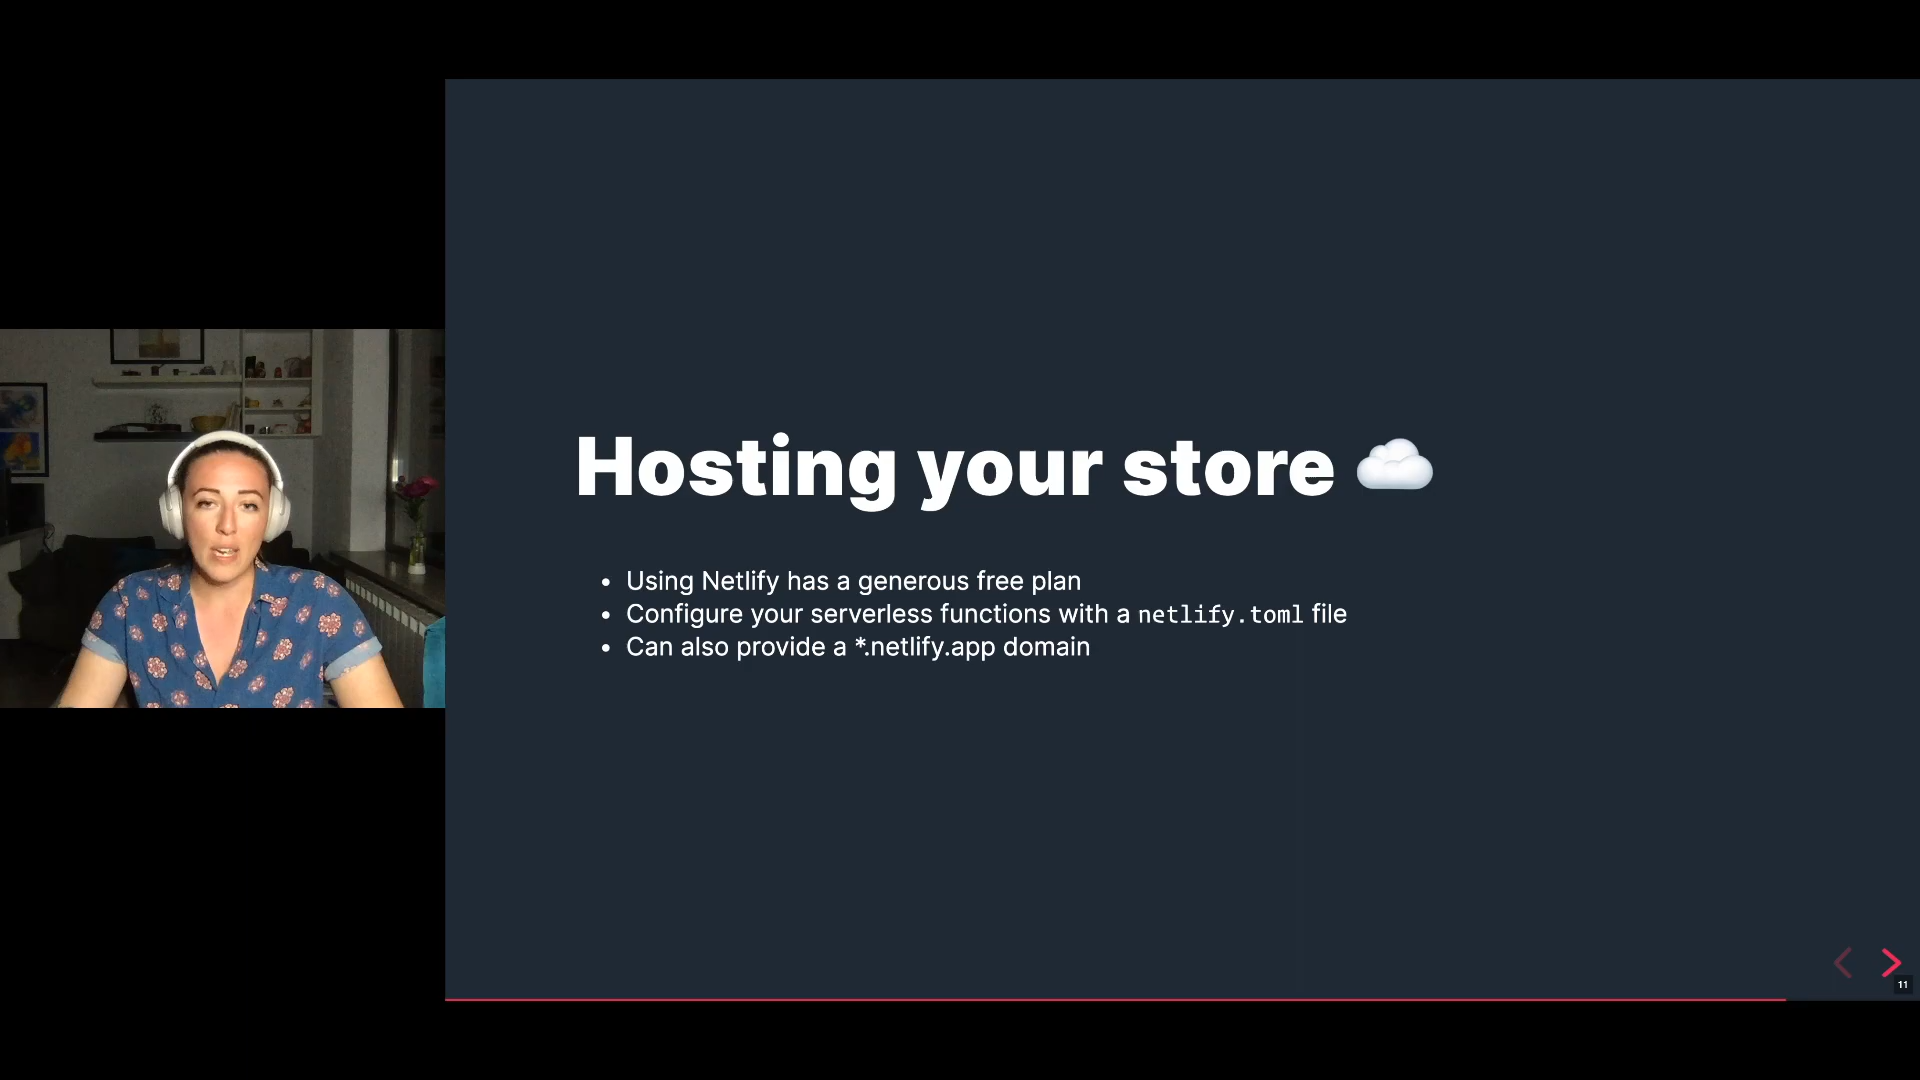 Hosting your store ☁️
• Using Netlify has a generous free plan
• Configure your serverless functions with a netlify.toml file
• Can also provide a *.netlify.app domain
11